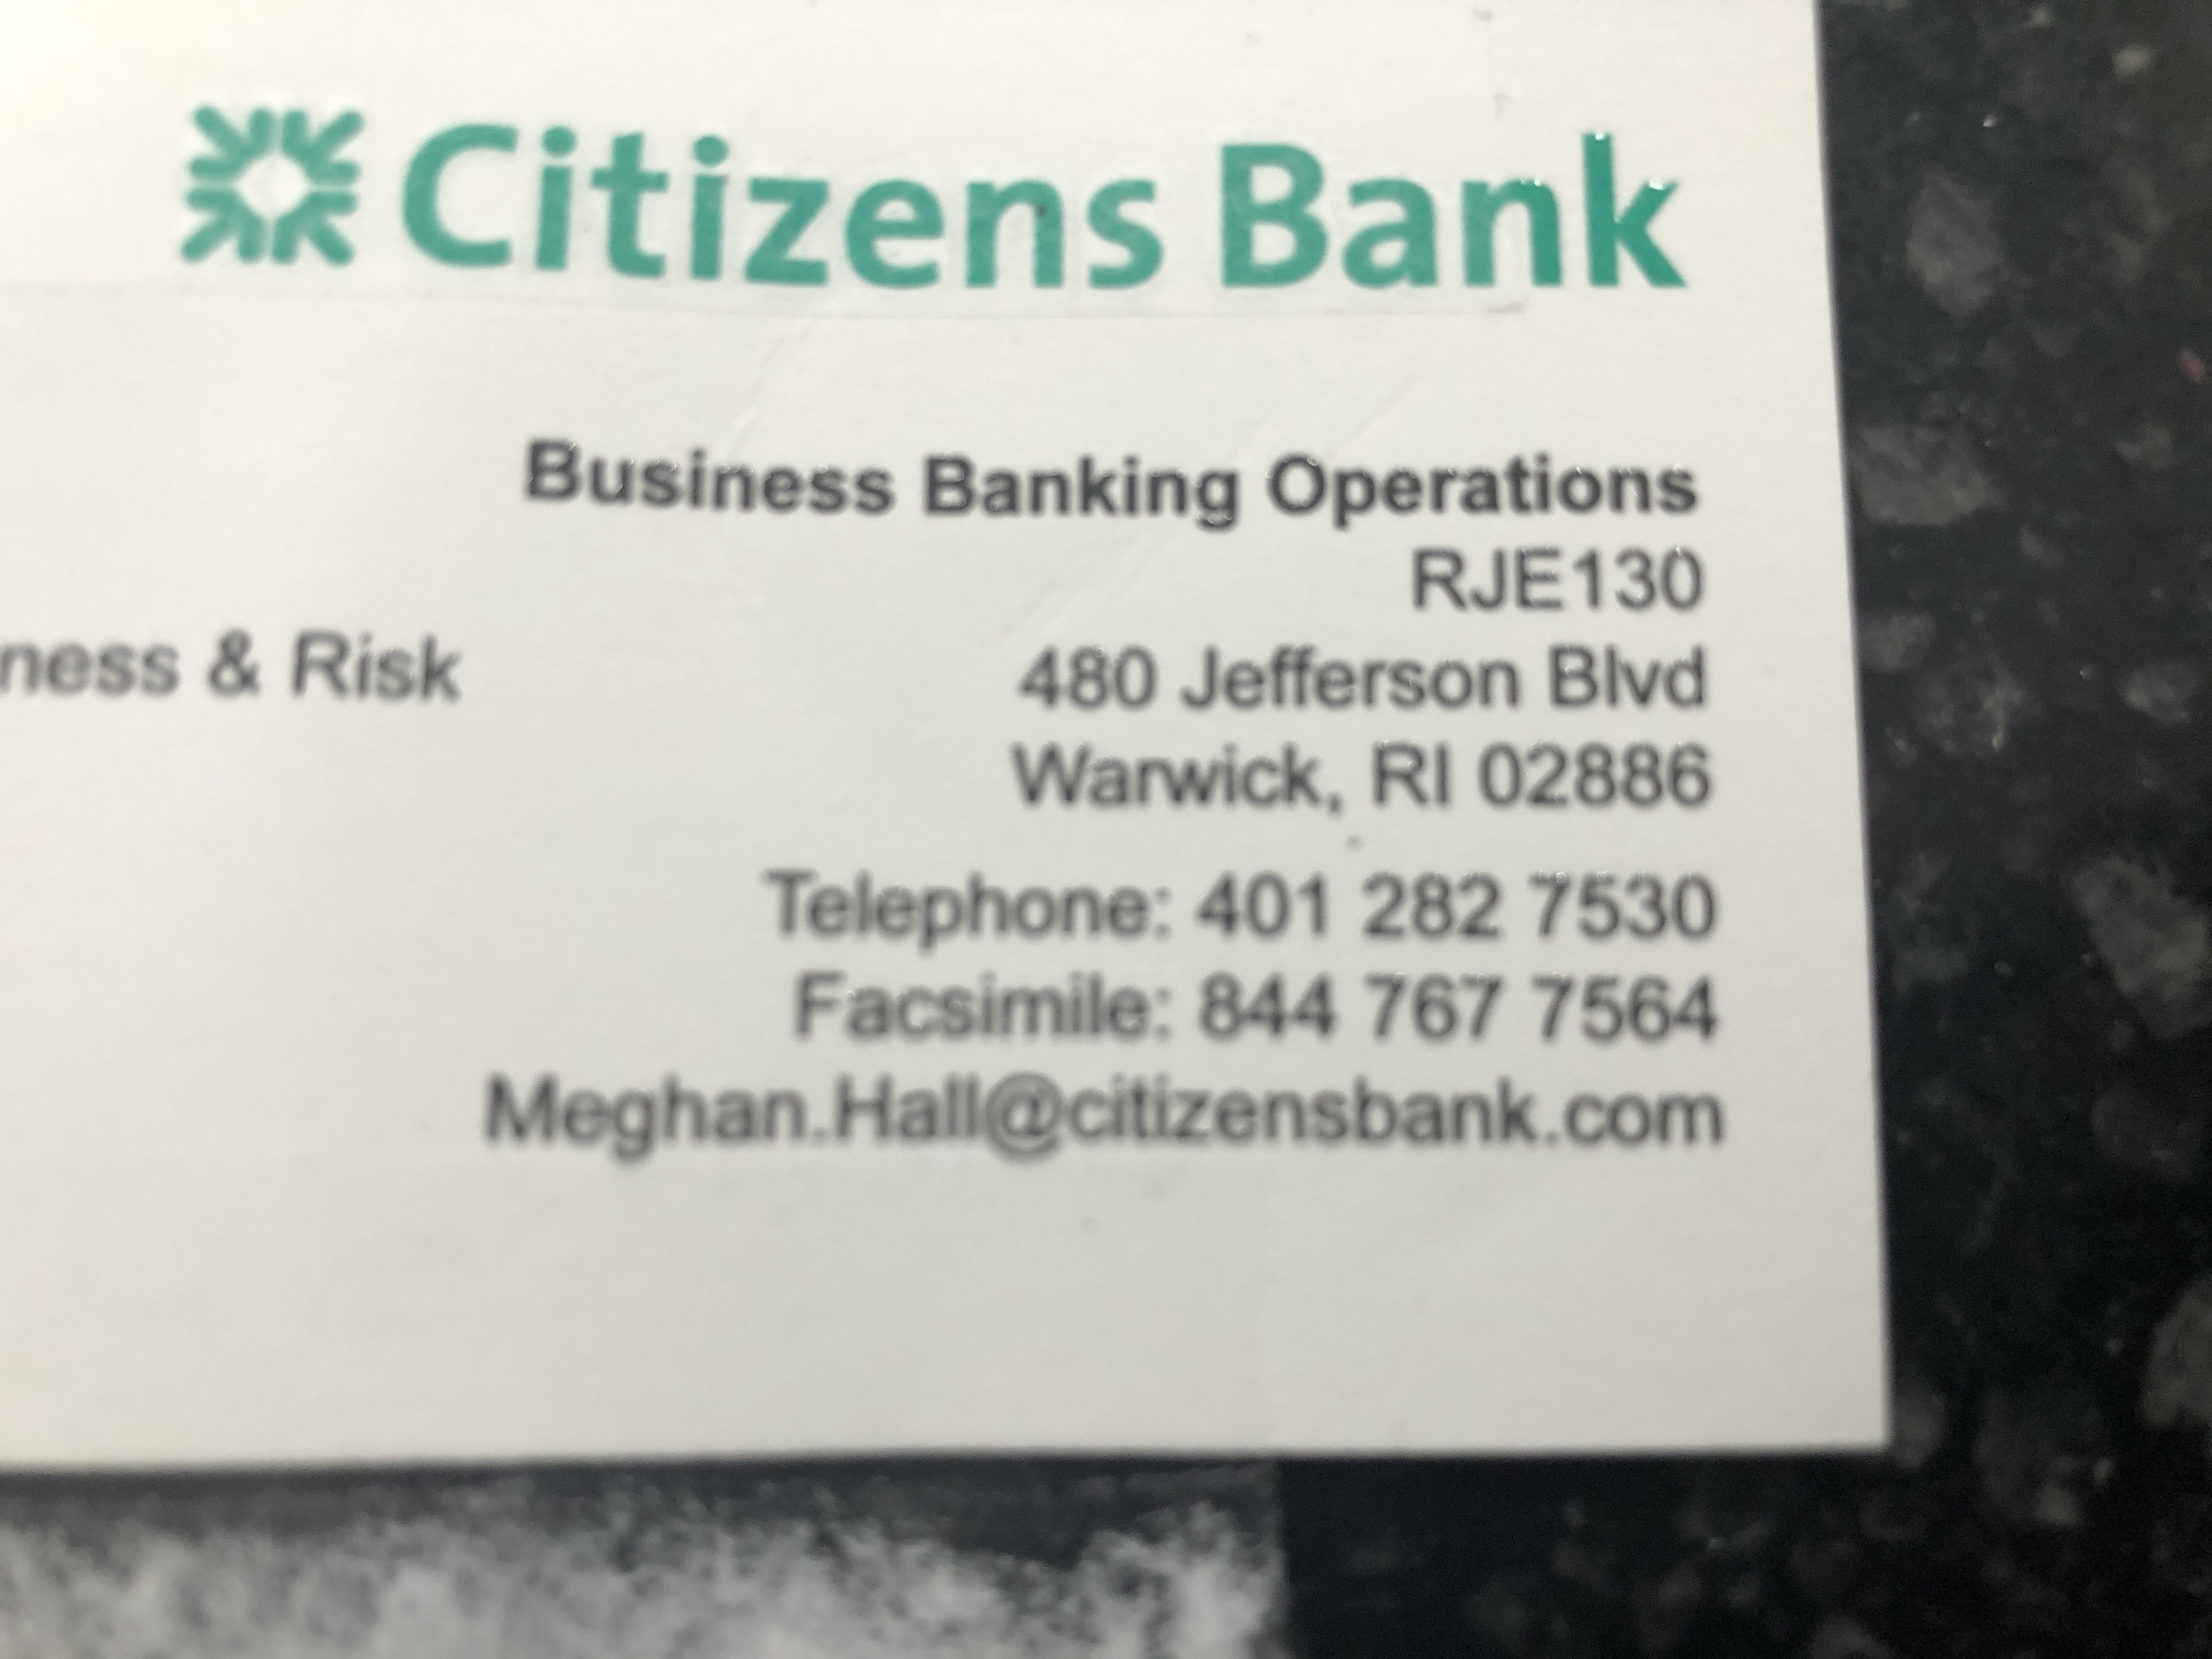 Citizens Bank
Business Banking Operations
RJE130
& Risk
480 Jefferson Blvd
Warwick, RI 02886
Telephone: 401 282 7530
Facsimile: 844 767 7564
Meghan.Hall@citizensbank.com